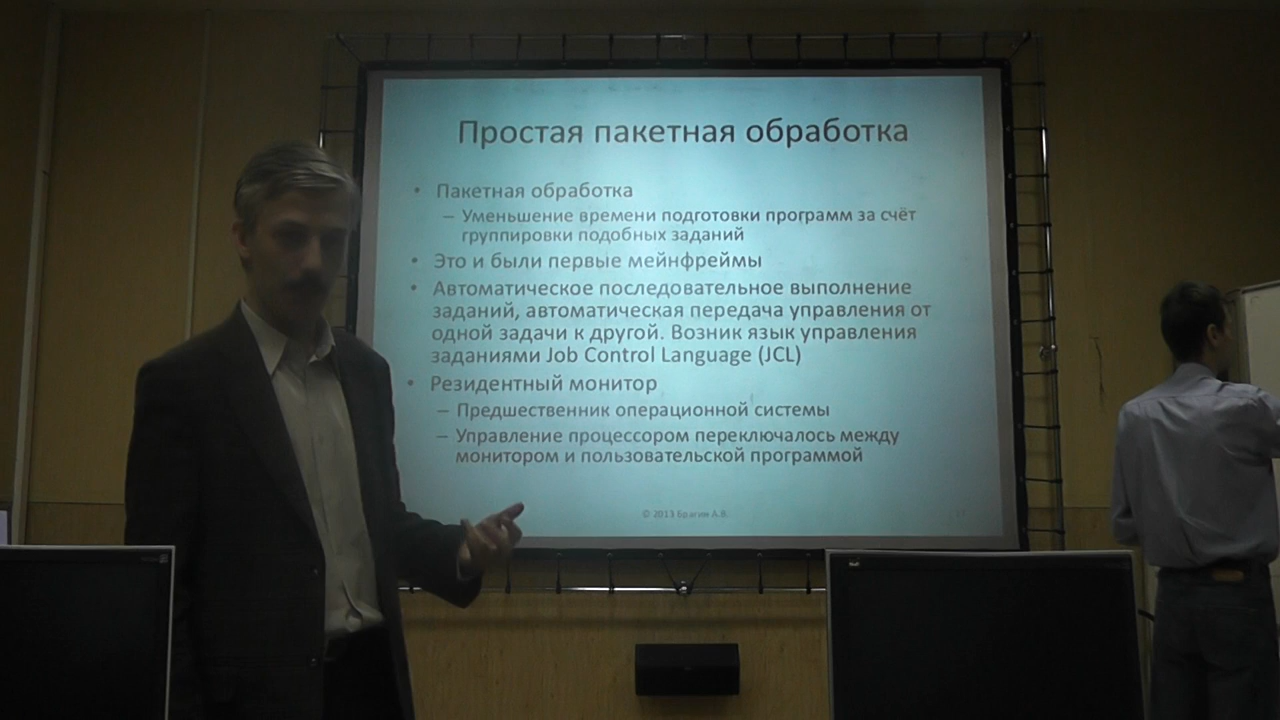 Простая пакетная обработка
• Пакетная обработка
– Уменьшение времени подготовки программ за счёт
группировки подобных заданий
• Это и были первые мейнфреймы
• Автоматическое последовательное выполнение
заданий, автоматическая передача управления от
одной задачи к другой. Возник язык управления
заданиями Job Control Language (JCL)
• Резидентный монитор
– Предшественник операционной системы
– Управление процессором переключалось между
монитором и пользовательской программой
© 2013 Брагин А.В.